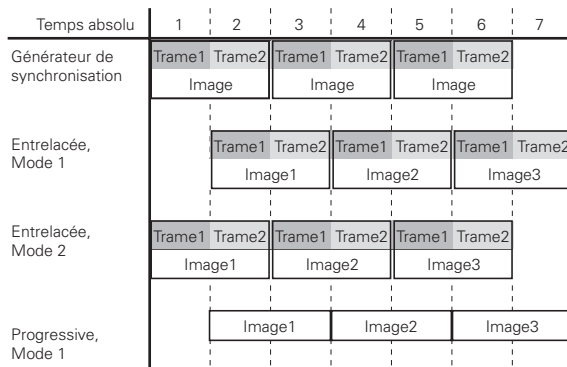 Temps absolu 1 2 3 4 5 6 7
Générateur de synchronisation
Trame1 Trame2 Trame1 Trame2 Trame1 Trame2
Image Image Image
Entrelacée, Mode 1
Trame1 Trame2 Trame1 Trame2 Trame1 Trame2
Image1 Image2 Image3
Entrelacée, Mode 2
Trame1 Trame2 Trame1 Trame2 Trame1 Trame2
Image1 Image2 Image3
Progressive, Mode 1
Image1 Image2 Image3